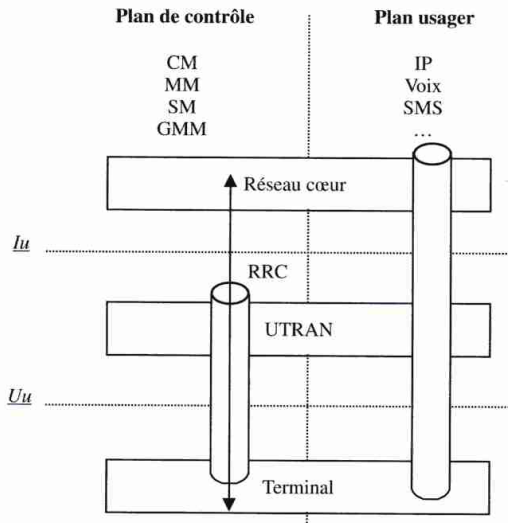 Plan de contrôle
Plan usager
CM
MM
SM
GMM
IP
Voix
SMS
...
Réseau cœur
Iu
RRC
UTRAN
Uu
Terminal